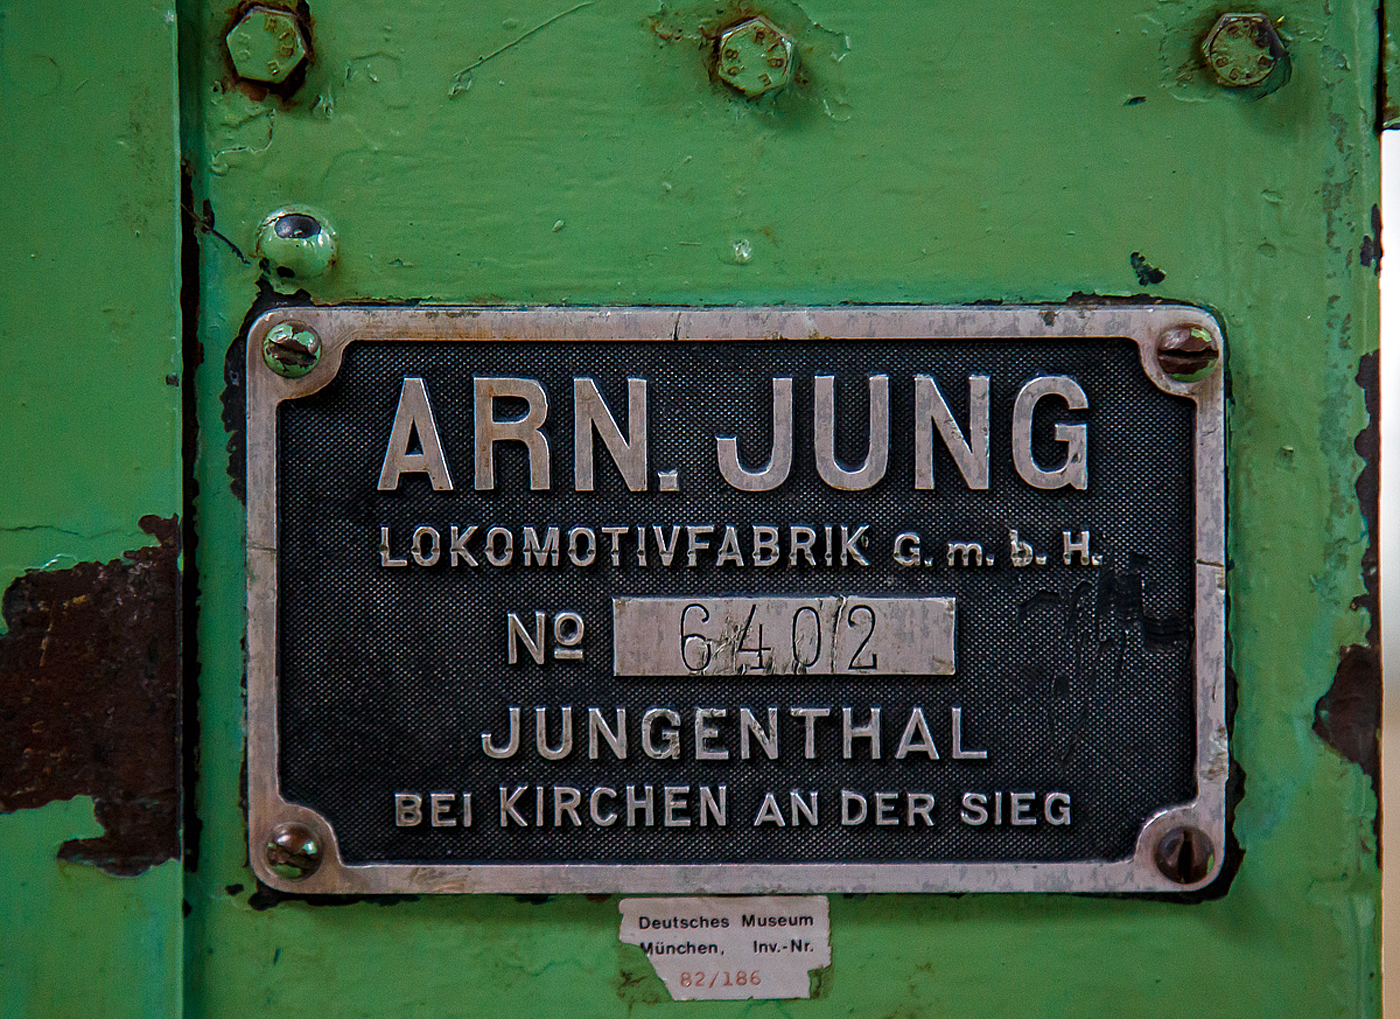 ARN. JUNG
LOKOMOTIVFABRIK G.m.b.H.
Nº 6402
JUNGENTHAL
BEI KIRCHEN AN DER SIEG
Deutsches Museum
München, Inv.-Nr.
82/186